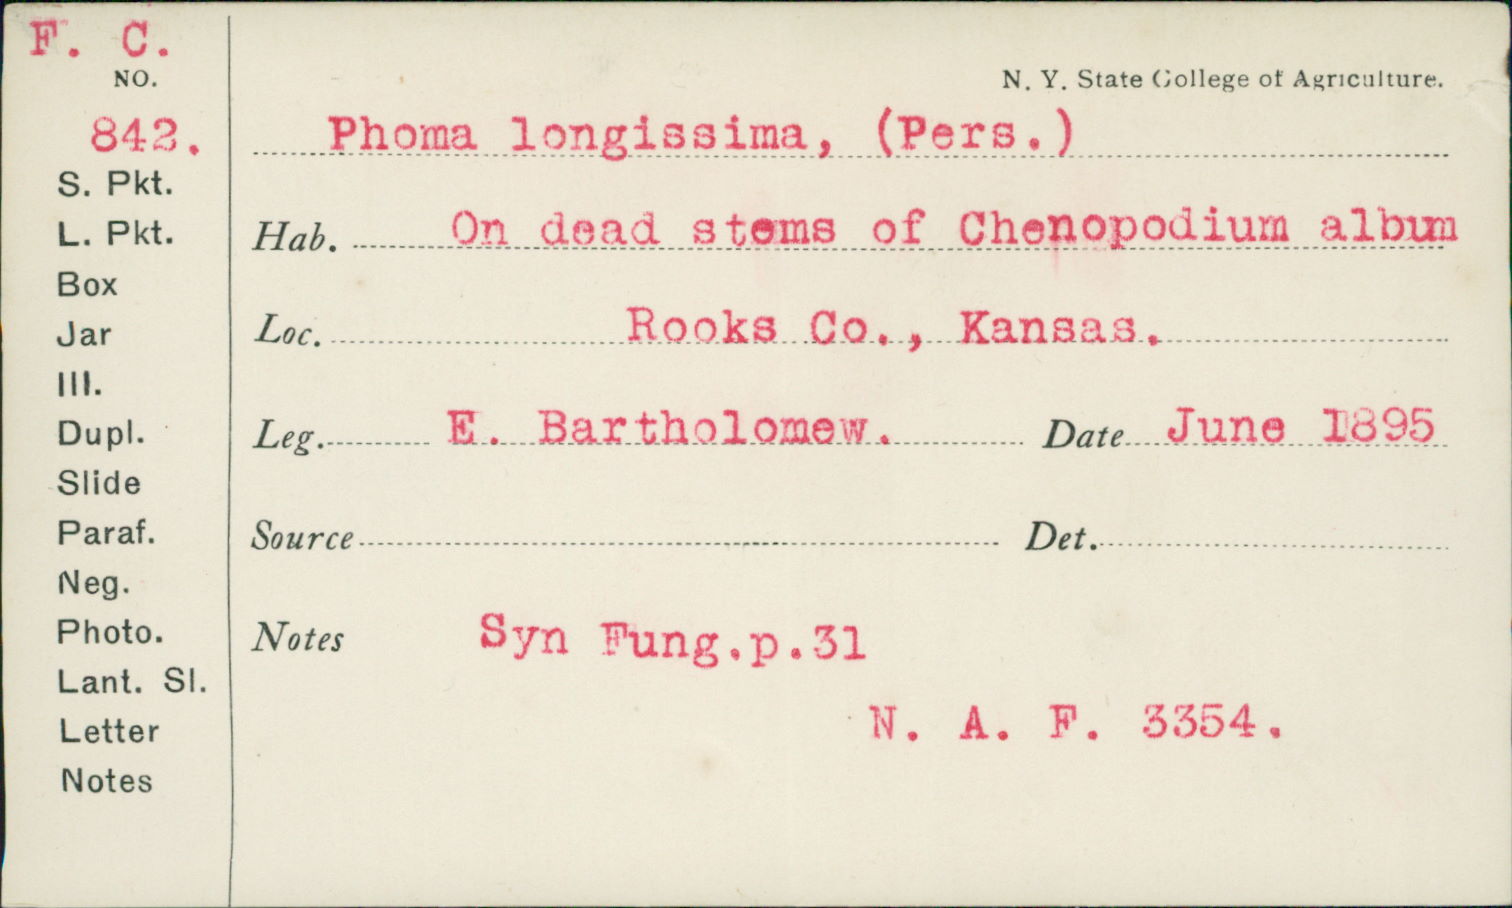 F. C.
NO.
842.
S. Pkt.
L. Pkt.
Box
Jar
Ill.
Dupl.
Slide
Paraf.
Neg.
Photo.
Lant. Sl.
Letter
Notes
N. Y. State College of Agriculture.
Phoma longissima, (Pers.)
Hab. On dead stems of Chenopodium album
Loc. Rooks Co., Kansas.
Leg. E. Bartholomew. Date June 1895
Source Det.
Notes Syn Fung.p.31
N. A. F. 3354.